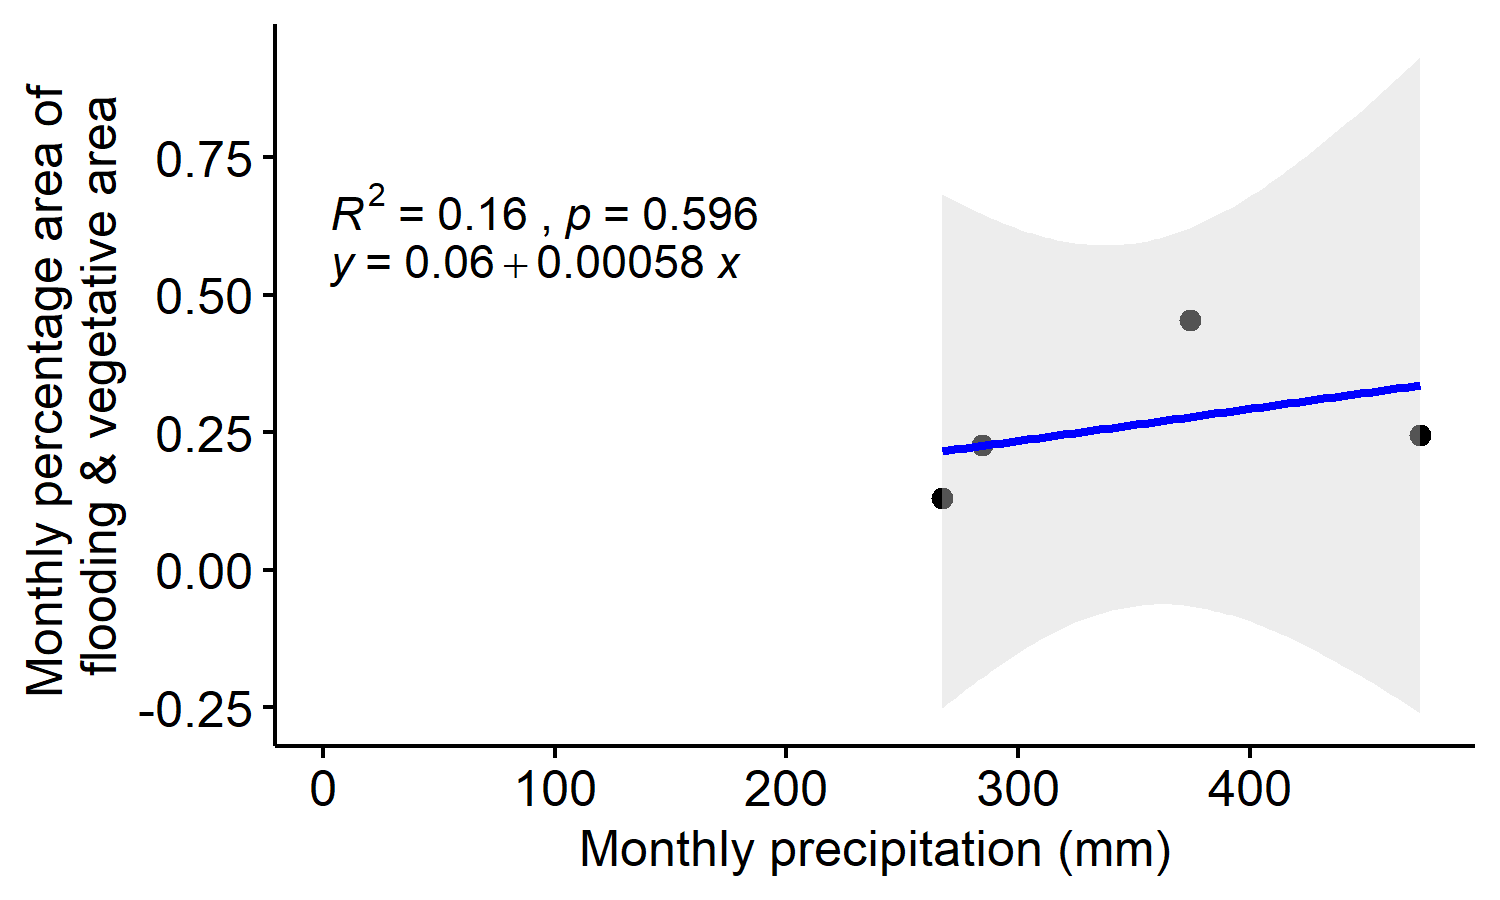 Monthly percentage area of
flooding & vegetative area
0.75
0.50
0.25
0.00
-0.25
R² = 0.16 , p = 0.596
y = 0.06 + 0.00058 x
0 100 200 300 400
Monthly precipitation (mm)